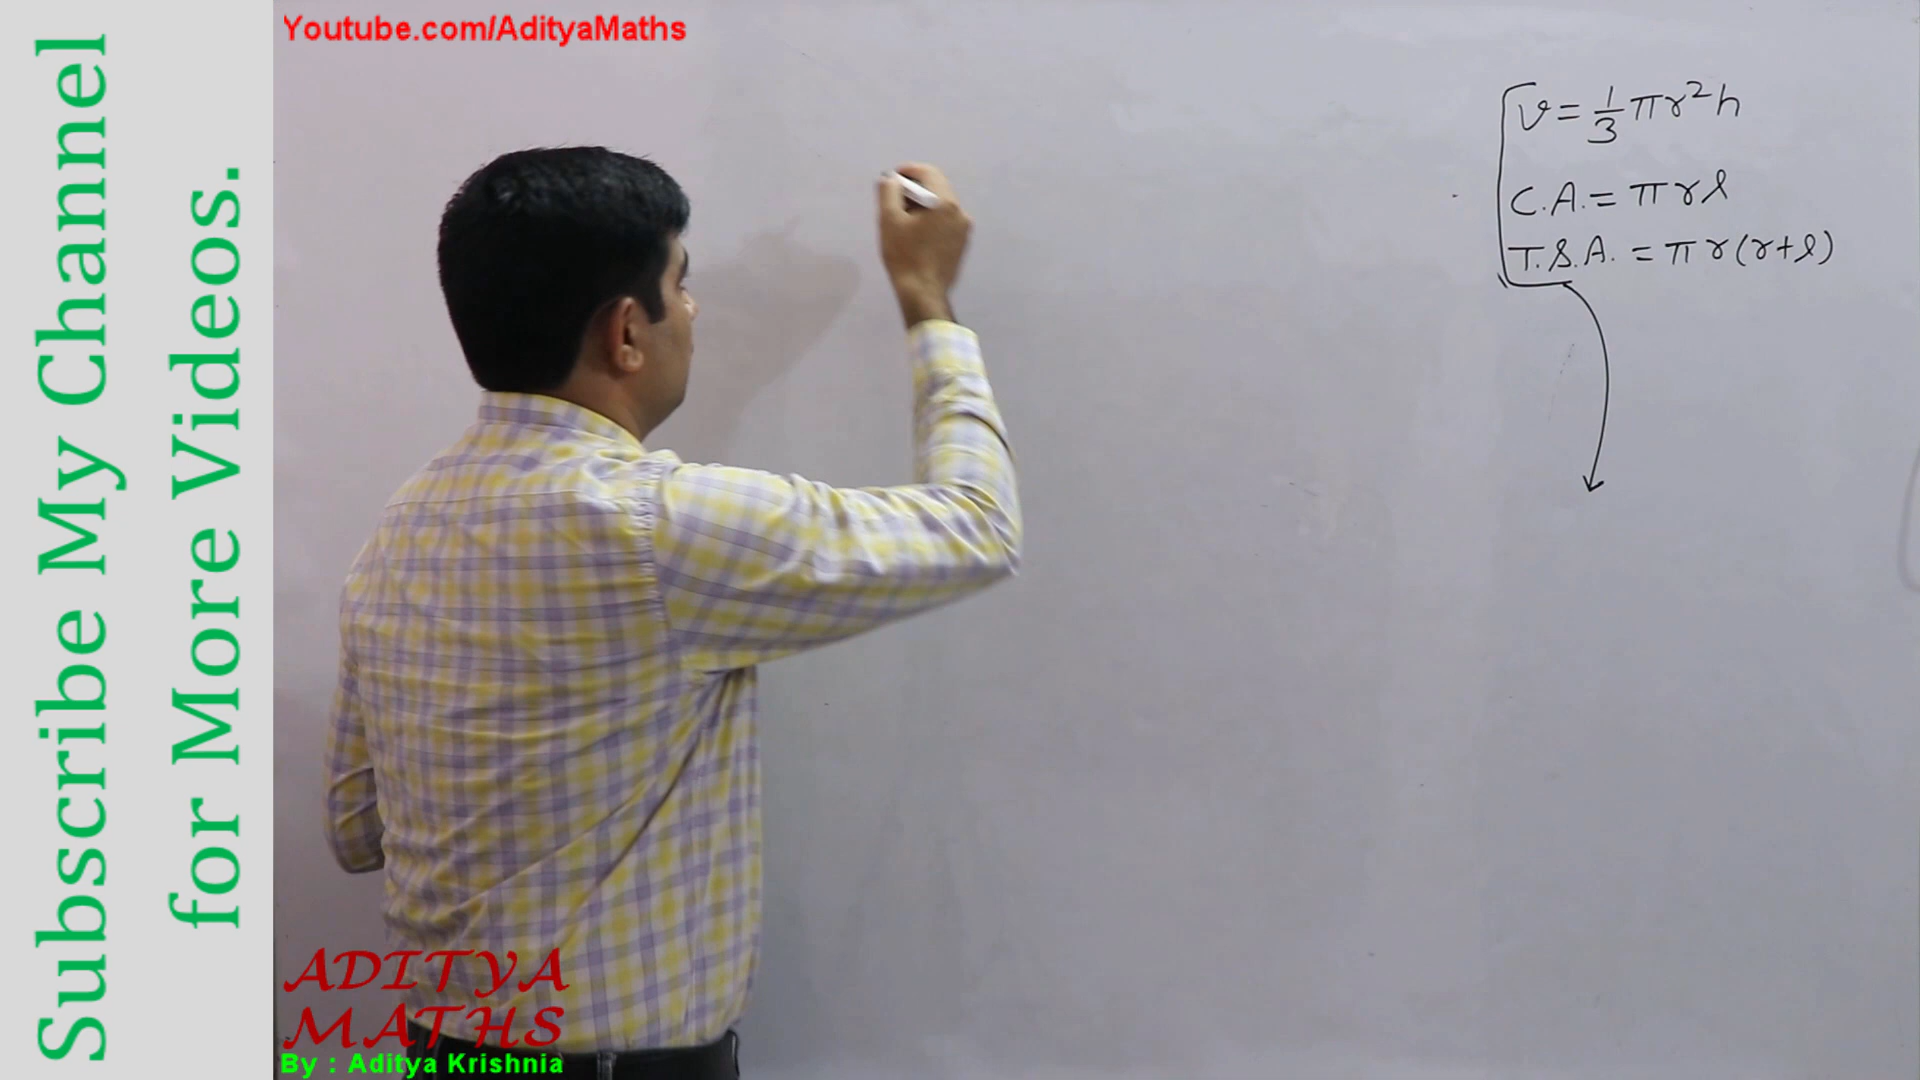 Subscribe My Channel
for More Videos.
Youtube.com/AdityaMaths
v = 1/3 πr²h
C.A. = πrl
T.S.A. = πr(r+l)
ADITYA
MATHS
By : Aditya Krishnia